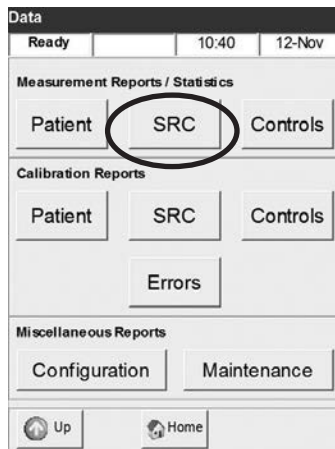 Data
Ready 10:40 12-Nov
Measurement Reports / Statistics
Patient SRC Controls
Calibration Reports
Patient SRC Controls
Errors
Miscellaneous Reports
Configuration Maintenance
Up Home